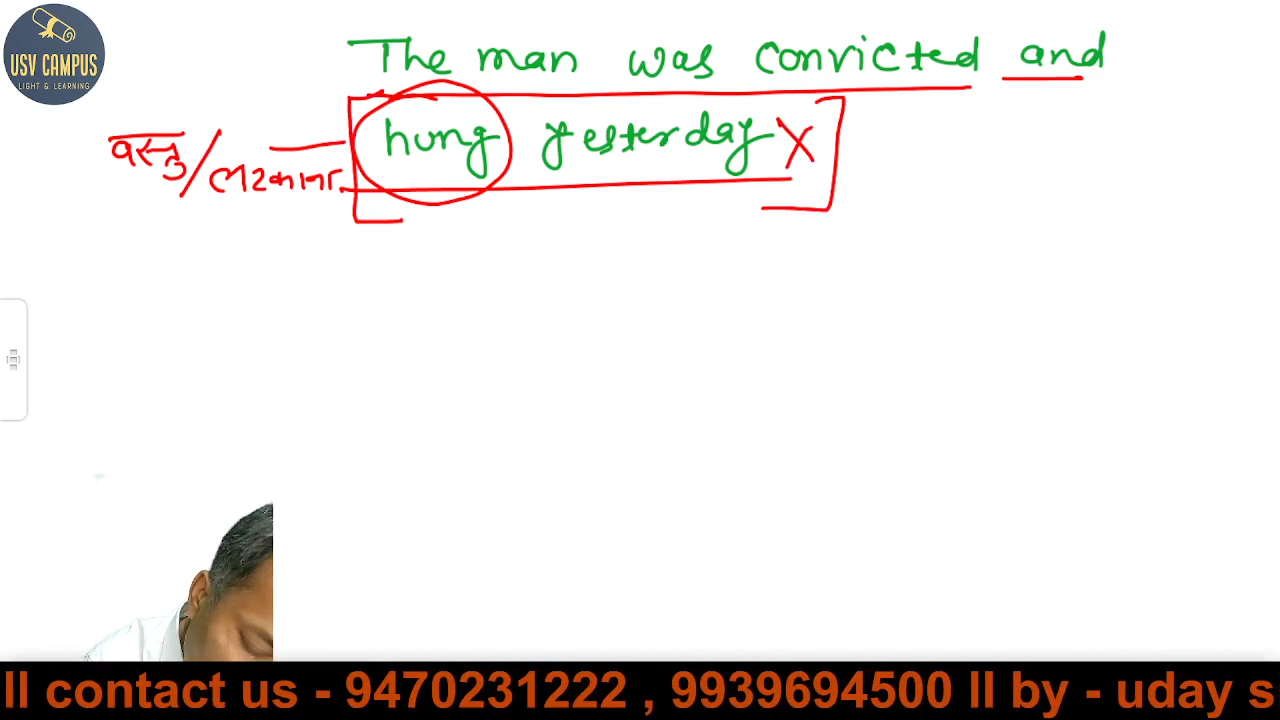 USV CAMPUS
LIGHT & LEARNING
The man was convicted and
hung yesterday X
वस्तु/लटकाना
ll contact us - 9470231222 , 9939694500 ll by - uday s